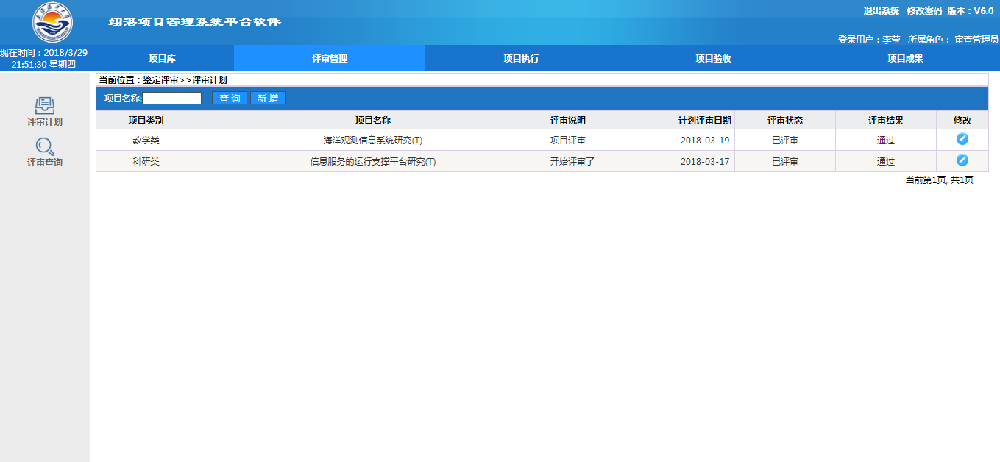 翊湛项目管理系统平台软件
退出系统 修改密码 版本：V6.0
登录用户：李莹 所属角色： 审查管理员
现在时间：2018/3/29
21:51:30 星期四
项目库 评审管理 项目执行 项目验收 项目成果
评审计划
评审查询
当前位置：鉴定评审>>评审计划
项目名称: 查 询 新 增
项目类别 项目名称 评审说明 计划评审日期 评审状态 评审结果 修改
教学类 海洋观测信息系统研究(T) 项目评审 2018-03-19 已评审 通过
科研类 信息服务的运行支撑平台研究(T) 开始评审了 2018-03-17 已评审 通过
当前第1页, 共1页